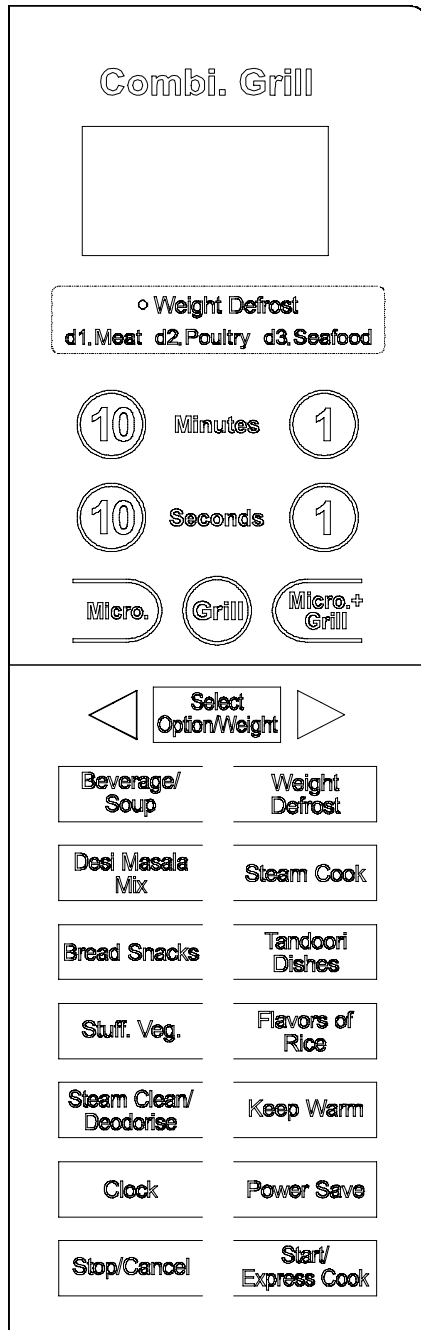 Combi. Grill
Weight Defrost
d1.Meat d2.Poultry d3.Seafood
10 Minutes 1
10 Seconds 1
Micro. Grill Micro.+
Grill
Select
Option/Weight
Beverage/
Soup
Weight
Defrost
Desi Masala
Mix
Steam Cook
Bread Snacks
Tandoori
Dishes
Stuff. Veg.
Flavors of
Rice
Steam Clean/
Deodorise
Keep Warm
Clock
Power Save
Stop/Cancel
Start/
Express Cook